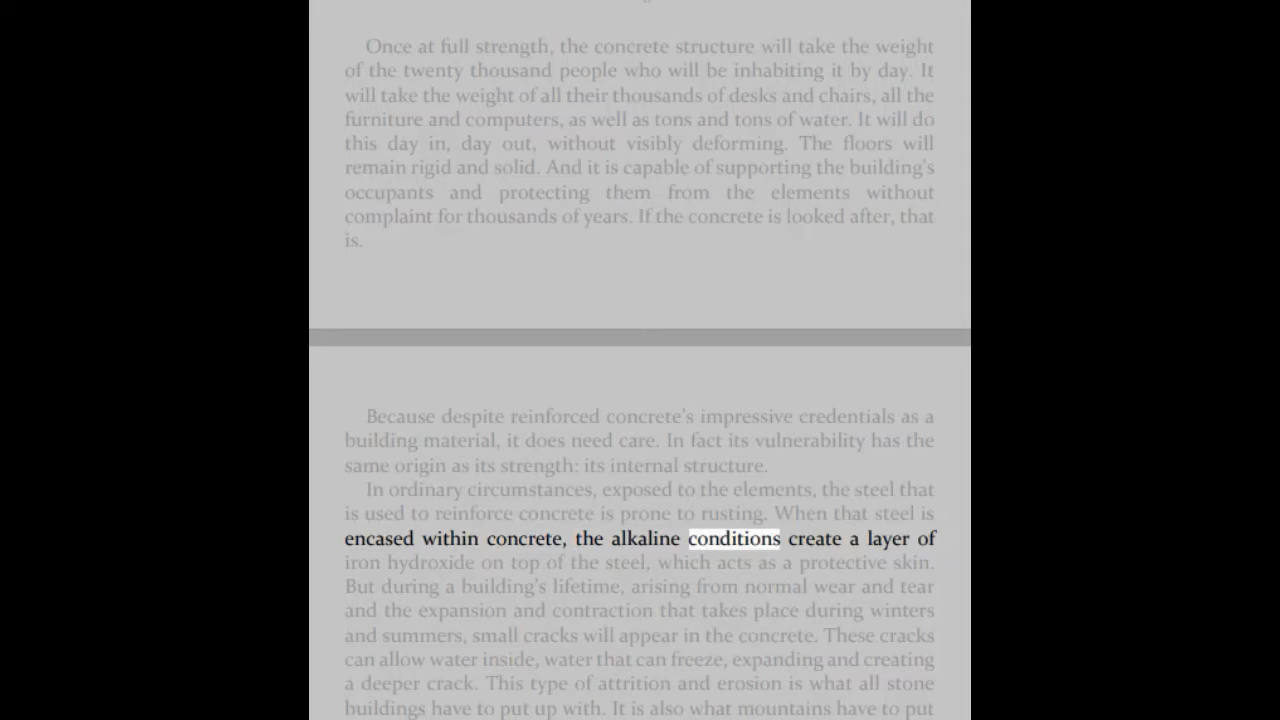 Once at full strength, the concrete structure will take the weight
of the twenty thousand people who will be inhabiting it by day. It
will take the weight of all their thousands of desks and chairs, all the
furniture and computers, as well as tons and tons of water. It will do
this day in, day out, without visibly deforming. The floors will
remain rigid and solid. And it is capable of supporting the building's
occupants and protecting them from the elements without
complaint for thousands of years. If the concrete is looked after, that
is.
Because despite reinforced concrete's impressive credentials as a
building material, it does need care. In fact its vulnerability has the
same origin as its strength: its internal structure.
In ordinary circumstances, exposed to the elements, the steel that
is used to reinforce concrete is prone to rusting. When that steel is
encased within concrete, the alkaline conditions create a layer of
iron hydroxide on top of the steel, which acts as a protective skin.
But during a building's lifetime, arising from normal wear and tear
and the expansion and contraction that takes place during winters
and summers, small cracks will appear in the concrete. These cracks
can allow water inside, water that can freeze, expanding and creating
a deeper crack. This type of attrition and erosion is what all stone
buildings have to put up with. It is also what mountains have to put